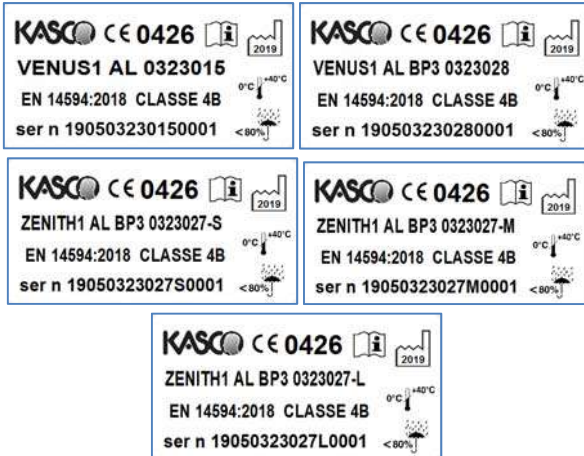 KASCO CE 0426 i 2019
VENUS1 AL 0323015
0°C +40°C
EN 14594:2018 CLASSE 4B
ser n 190503230150001 <80%
KASCO CE 0426 i 2019
VENUS1 AL BP3 0323028
0°C +40°C
EN 14594:2018 CLASSE 4B
ser n 190503230280001 <80%
KASCO CE 0426 i 2019
ZENITH1 AL BP3 0323027-S
0°C +40°C
EN 14594:2018 CLASSE 4B
ser n 19050323027S0001 <80%
KASCO CE 0426 i 2019
ZENITH1 AL BP3 0323027-M
0°C +40°C
EN 14594:2018 CLASSE 4B
ser n 19050323027M0001 <80%
KASCO CE 0426 i 2019
ZENITH1 AL BP3 0323027-L
0°C +40°C
EN 14594:2018 CLASSE 4B
ser n 19050323027L0001 <80%